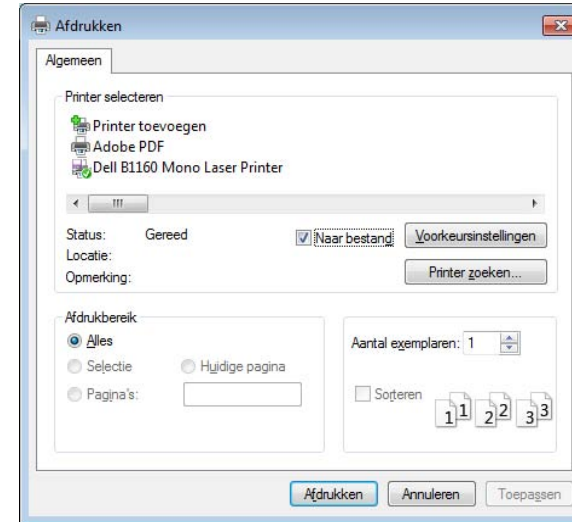 Afdrukken
Algemeen
Printer selecteren
Printer toevoegen
Adobe PDF
Dell B1160 Mono Laser Printer
Status: Gereed
Naar bestand
Voorkeursinstellingen
Locatie:
Opmerking:
Printer zoeken...
Afdrukbereik
Alles
Selectie Huidige pagina
Pagina's:
Aantal exemplaren: 1
Sorteren
1 1 2 2 3 3
Afdrukken Annuleren Toepassen